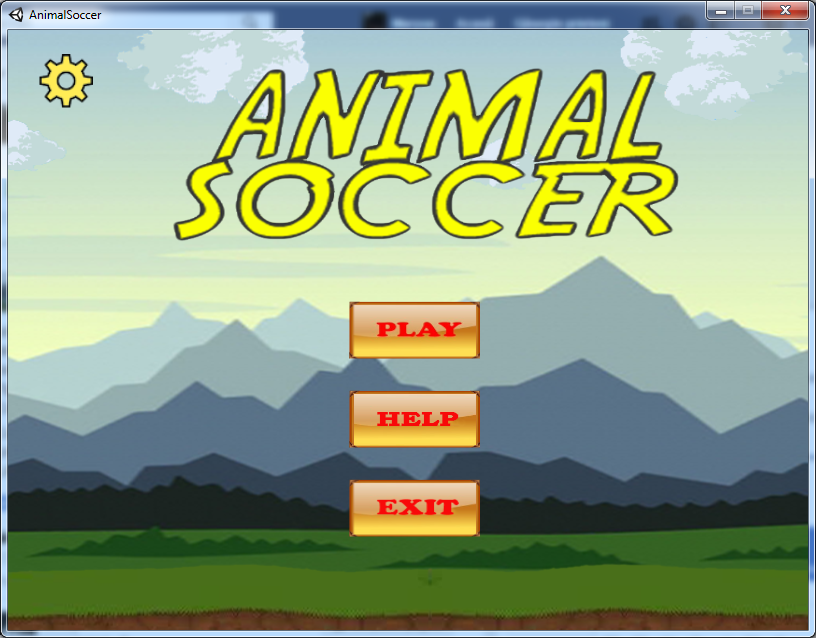 AnimalSoccer
ANIMAL
SOCCER
PLAY
HELP
EXIT